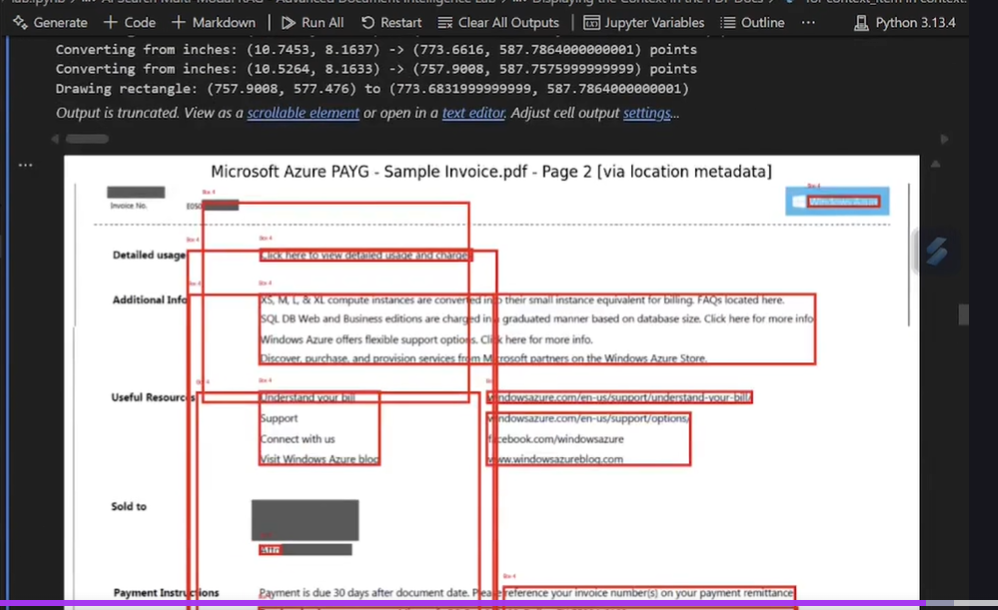 Generate + Code + Markdown Run All Restart Clear All Outputs Jupyter Variables Outline ... Python 3.13.4
Converting from inches: (10.7453, 8.1637) -> (773.6616, 587.7864000000001) points
Converting from inches: (10.5264, 8.1633) -> (757.9008, 587.7575999999999) points
Drawing rectangle: (757.9008, 577.476) to (773.6831999999999, 587.7864000000001)
Output is truncated. View as a scrollable element or open in a text editor. Adjust cell output settings...
Microsoft Azure PAYG - Sample Invoice.pdf - Page 2 [via location metadata]
Invoice No.
Windows Azure
Detailed usage
Click here to view detailed usage and charge
Additional Info
XS, M, L, & XL compute instances are converted into their small instance equivalent for billing. FAQs located here.
SQL DB Web and Business editions are charged in a graduated manner based on database size. Click here for more info
Windows Azure offers flexible support options. Click here for more info.
Discover, purchase, and provision services from Microsoft partners on the Windows Azure Store.
Useful Resources
Understand your bill windowsazure.com/en-us/support/understand-your-bill/
Support windowsazure.com/en-us/support/options/
Connect with us facebook.com/windowsazure
Visit Windows Azure blog www.windowsazureblog.com
Sold to
Attn
Payment Instructions Payment is due 30 days after document date. Please reference your invoice number(s) on your payment remittance